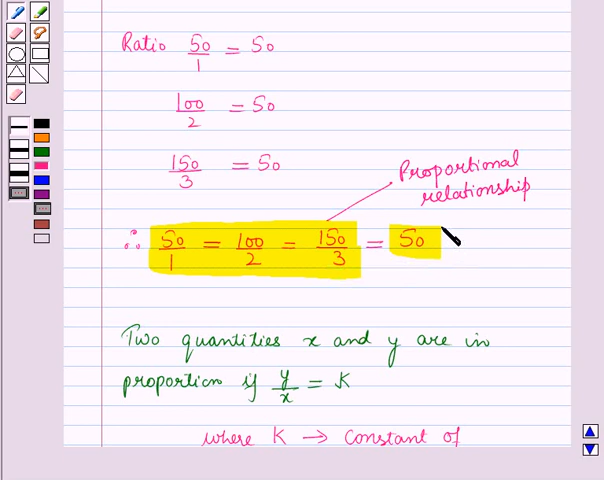 Ratio 50/1 = 50
100/2 = 50
150/3 = 50
Proportional
relationship
∴ 50/1 = 100/2 = 150/3 = 50
Two quantities x and y are in
proportion if y/x = K
where K → Constant of